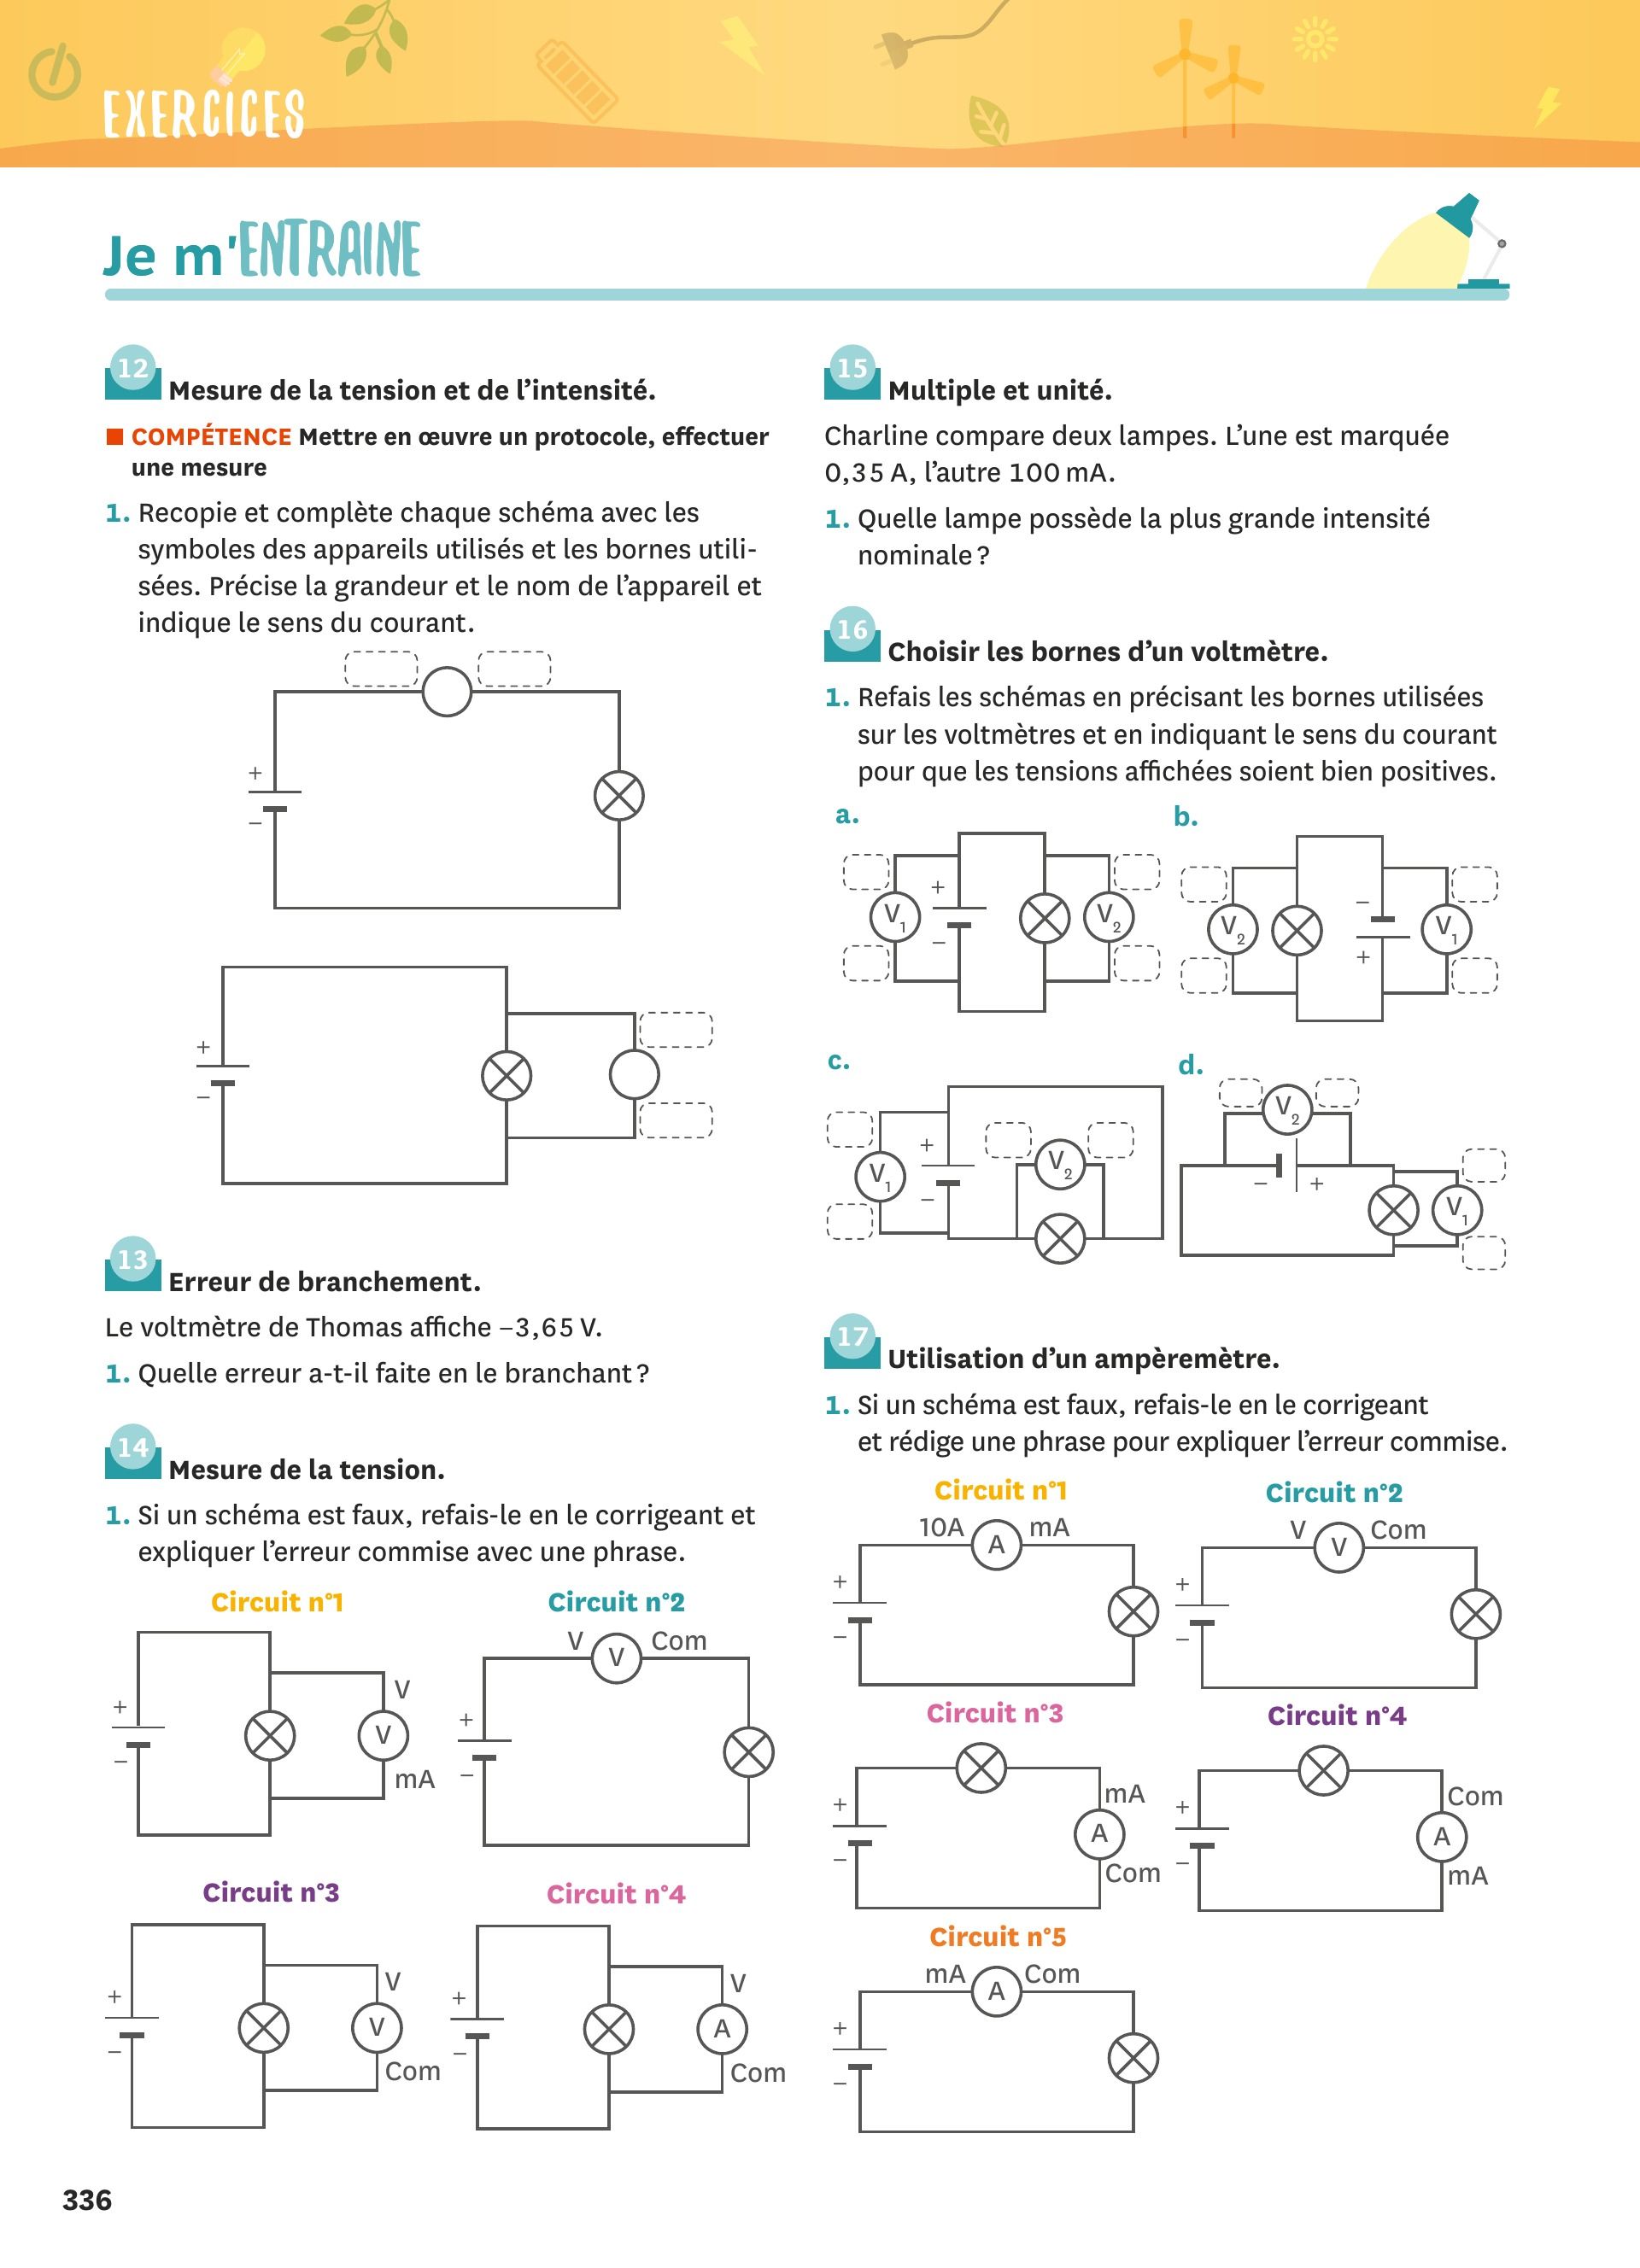 EXERCICES
Je m'ENTRAINE
12
Mesure de la tension et de l'intensité.
COMPÉTENCE Mettre en œuvre un protocole, effectuer
une mesure
1. Recopie et complète chaque schéma avec les
symboles des appareils utilisés et les bornes utili-
sées. Précise la grandeur et le nom de l'appareil et
indique le sens du courant.
+
−
+
−
13
Erreur de branchement.
Le voltmètre de Thomas affiche −3,65 V.
1. Quelle erreur a-t-il faite en le branchant ?
14
Mesure de la tension.
1. Si un schéma est faux, refais-le en le corrigeant et
expliquer l'erreur commise avec une phrase.
Circuit n°1
+
−
V
V
mA
Circuit n°2
V
V
Com
+
−
Circuit n°3
+
−
V
V
Com
Circuit n°4
+
−
V
A
Com
15
Multiple et unité.
Charline compare deux lampes. L'une est marquée
0,35 A, l'autre 100 mA.
1. Quelle lampe possède la plus grande intensité
nominale ?
16
Choisir les bornes d'un voltmètre.
1. Refais les schémas en précisant les bornes utilisées
sur les voltmètres et en indiquant le sens du courant
pour que les tensions affichées soient bien positives.
a.
+
V1
−
V2
b.
V2
−
+
V1
c.
+
V1
−
V2
d.
V2
− +
V1
17
Utilisation d'un ampèremètre.
1. Si un schéma est faux, refais-le en le corrigeant
et rédige une phrase pour expliquer l'erreur commise.
Circuit n°1
10A
A
mA
+
−
Circuit n°2
V
V
Com
+
−
Circuit n°3
+
−
mA
A
Com
Circuit n°4
+
−
Com
A
mA
Circuit n°5
mA
A
Com
+
−
336